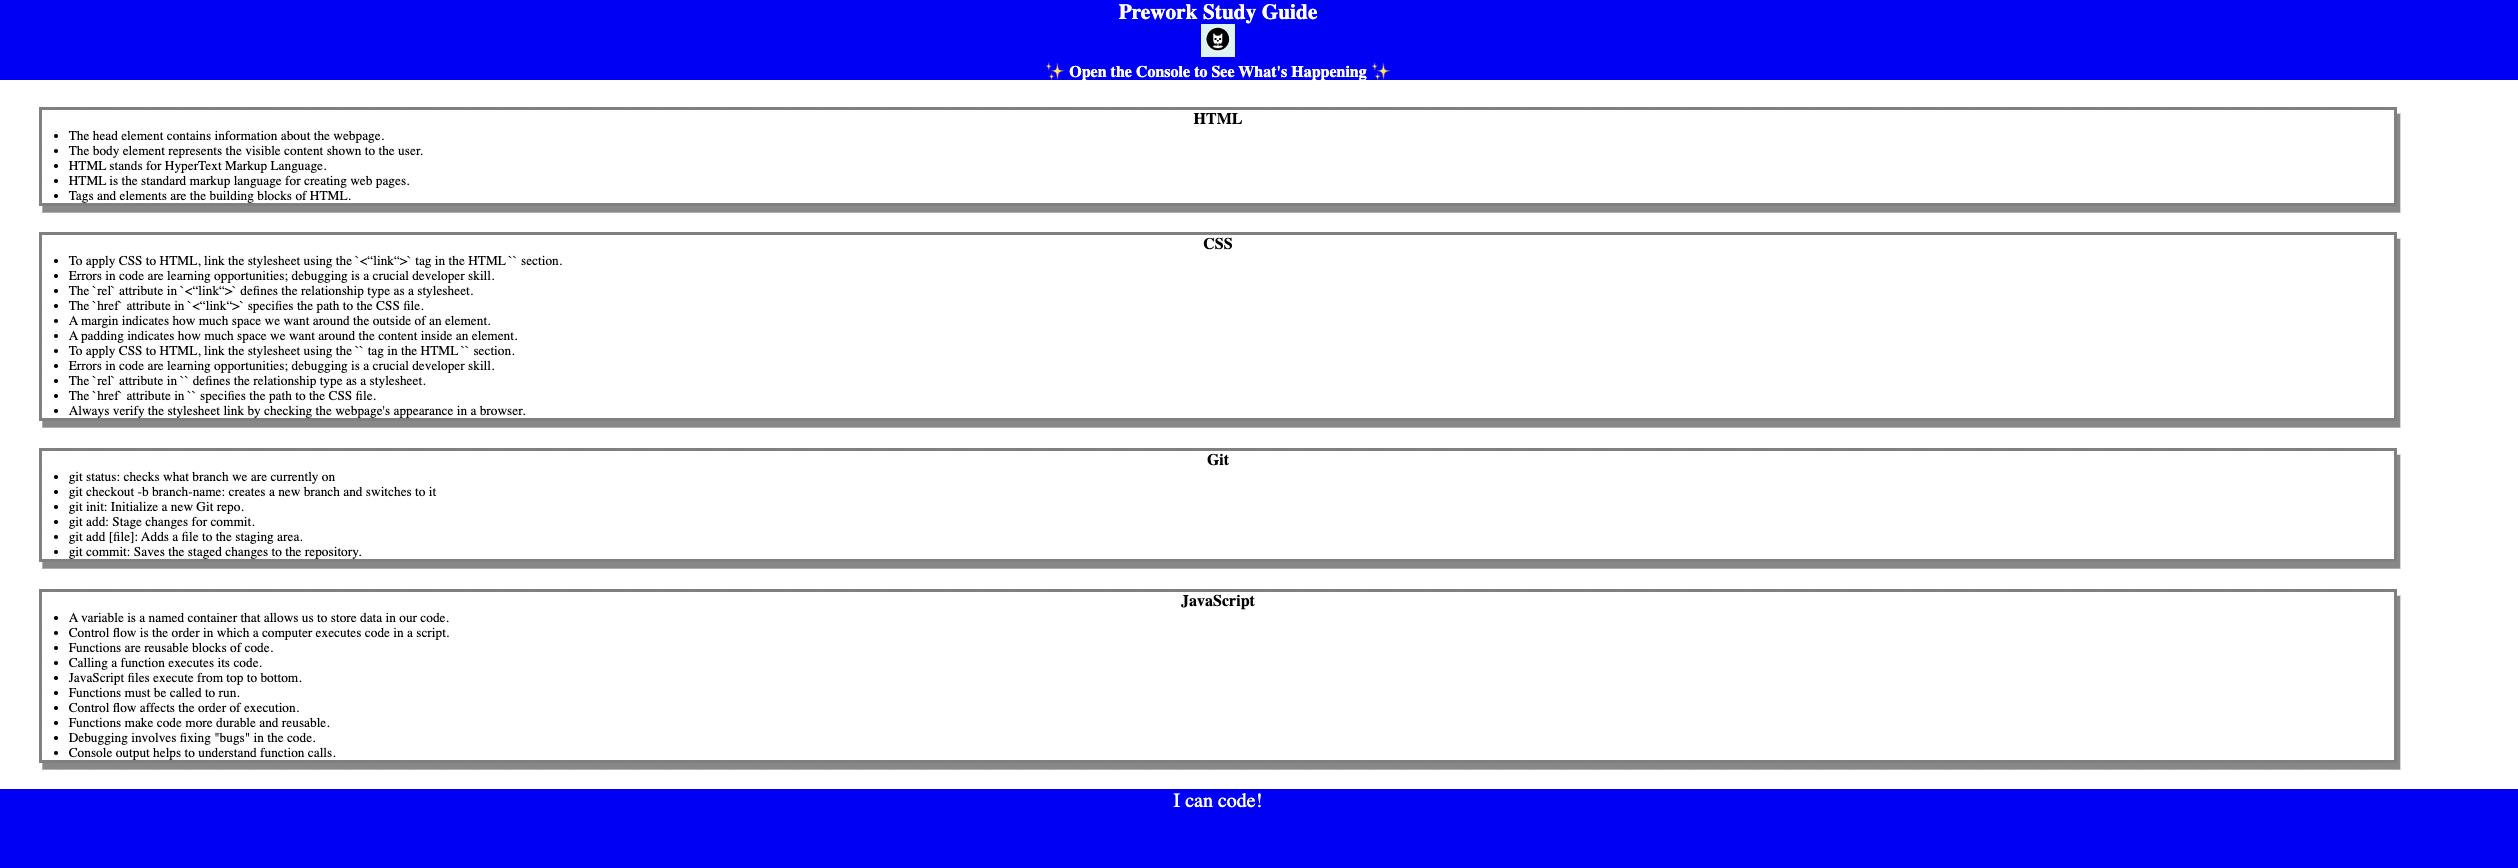 Prework Study Guide
✨ Open the Console to See What's Happening ✨
HTML
• The head element contains information about the webpage.
• The body element represents the visible content shown to the user.
• HTML stands for HyperText Markup Language.
• HTML is the standard markup language for creating web pages.
• Tags and elements are the building blocks of HTML.
CSS
• To apply CSS to HTML, link the stylesheet using the `<“link“>` tag in the HTML `` section.
• Errors in code are learning opportunities; debugging is a crucial developer skill.
• The `rel` attribute in `<“link“>` defines the relationship type as a stylesheet.
• The `href` attribute in `<“link“>` specifies the path to the CSS file.
• A margin indicates how much space we want around the outside of an element.
• A padding indicates how much space we want around the content inside an element.
• To apply CSS to HTML, link the stylesheet using the `` tag in the HTML `` section.
• Errors in code are learning opportunities; debugging is a crucial developer skill.
• The `rel` attribute in `` defines the relationship type as a stylesheet.
• The `href` attribute in `` specifies the path to the CSS file.
• Always verify the stylesheet link by checking the webpage's appearance in a browser.
Git
• git status: checks what branch we are currently on
• git checkout -b branch-name: creates a new branch and switches to it
• git init: Initialize a new Git repo.
• git add: Stage changes for commit.
• git add [file]: Adds a file to the staging area.
• git commit: Saves the staged changes to the repository.
JavaScript
• A variable is a named container that allows us to store data in our code.
• Control flow is the order in which a computer executes code in a script.
• Functions are reusable blocks of code.
• Calling a function executes its code.
• JavaScript files execute from top to bottom.
• Functions must be called to run.
• Control flow affects the order of execution.
• Functions make code more durable and reusable.
• Debugging involves fixing "bugs" in the code.
• Console output helps to understand function calls.
I can code!